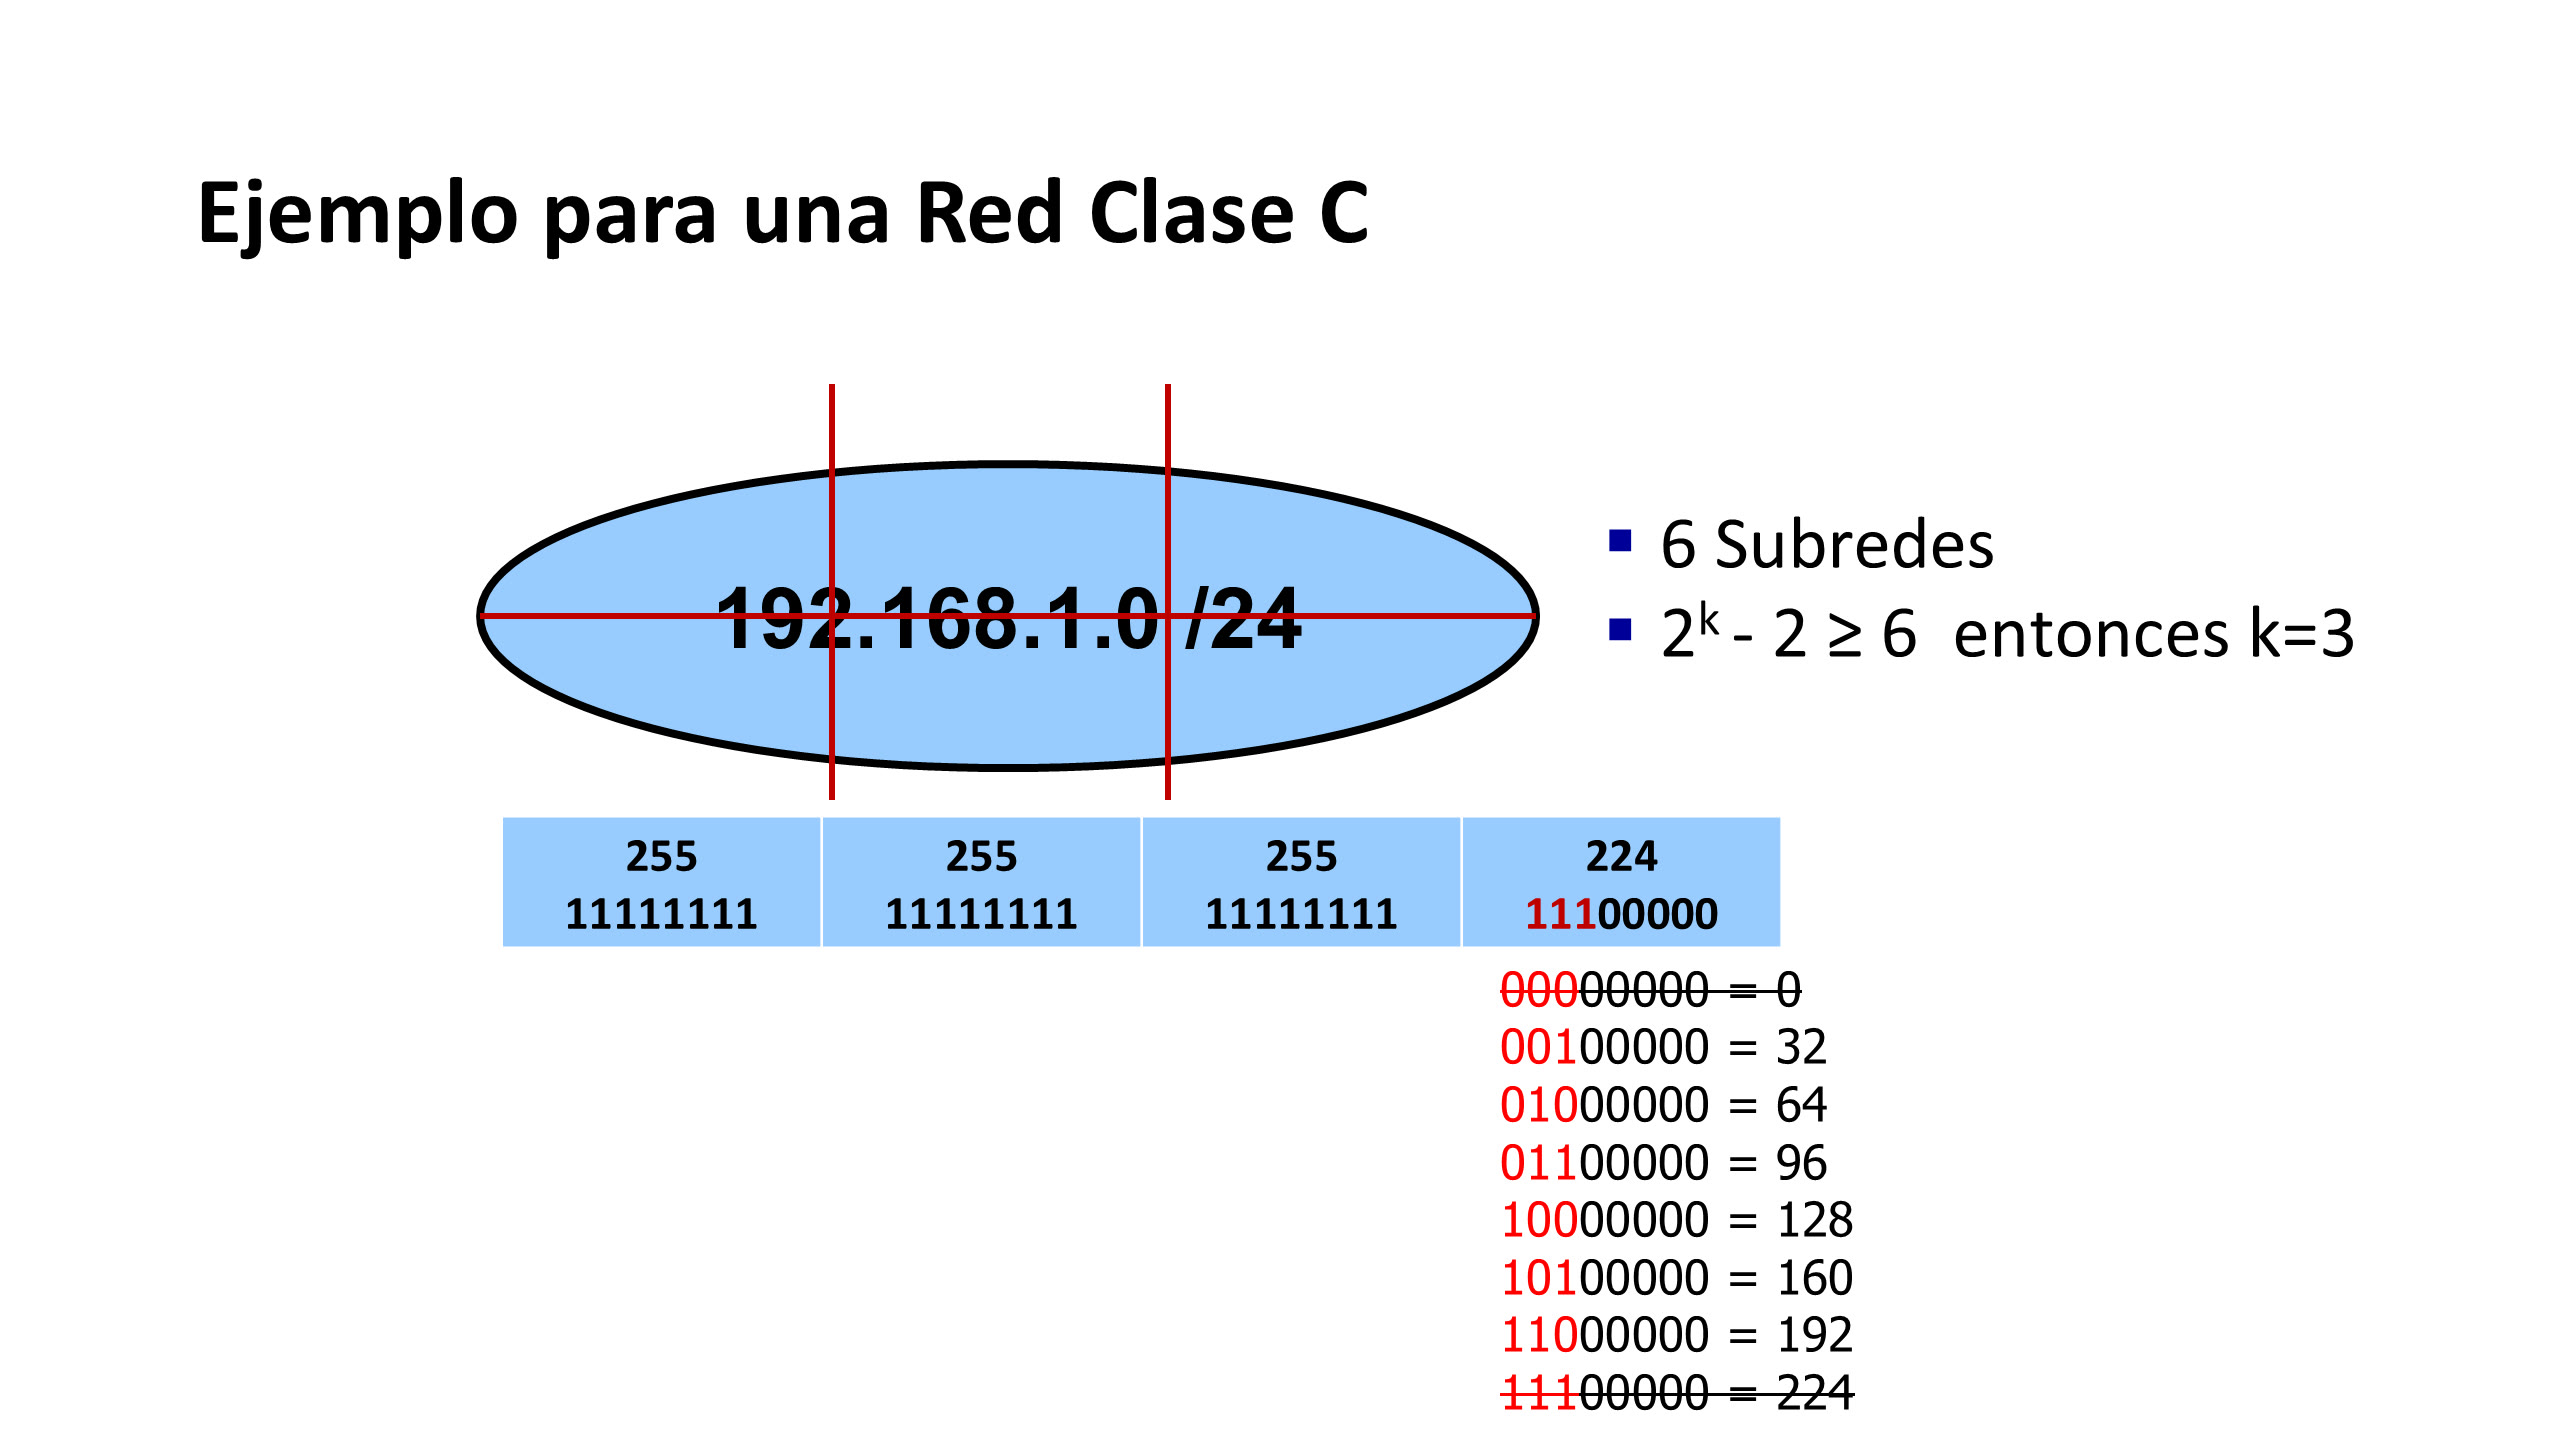 Ejemplo para una Red Clase C
192.168.1.0 /24
6 Subredes
2ᵏ - 2 ≥ 6 entonces k=3
255 255 255 224
11111111 11111111 11111111 11100000
00000000 = 0
00100000 = 32
01000000 = 64
01100000 = 96
10000000 = 128
10100000 = 160
11000000 = 192
11100000 = 224